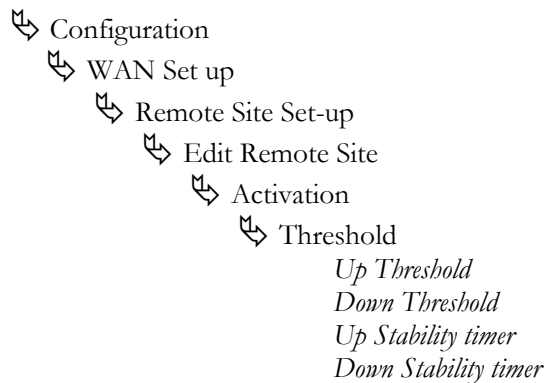 Configuration
WAN Set up
Remote Site Set-up
Edit Remote Site
Activation
Threshold
Up Threshold
Down Threshold
Up Stability timer
Down Stability timer